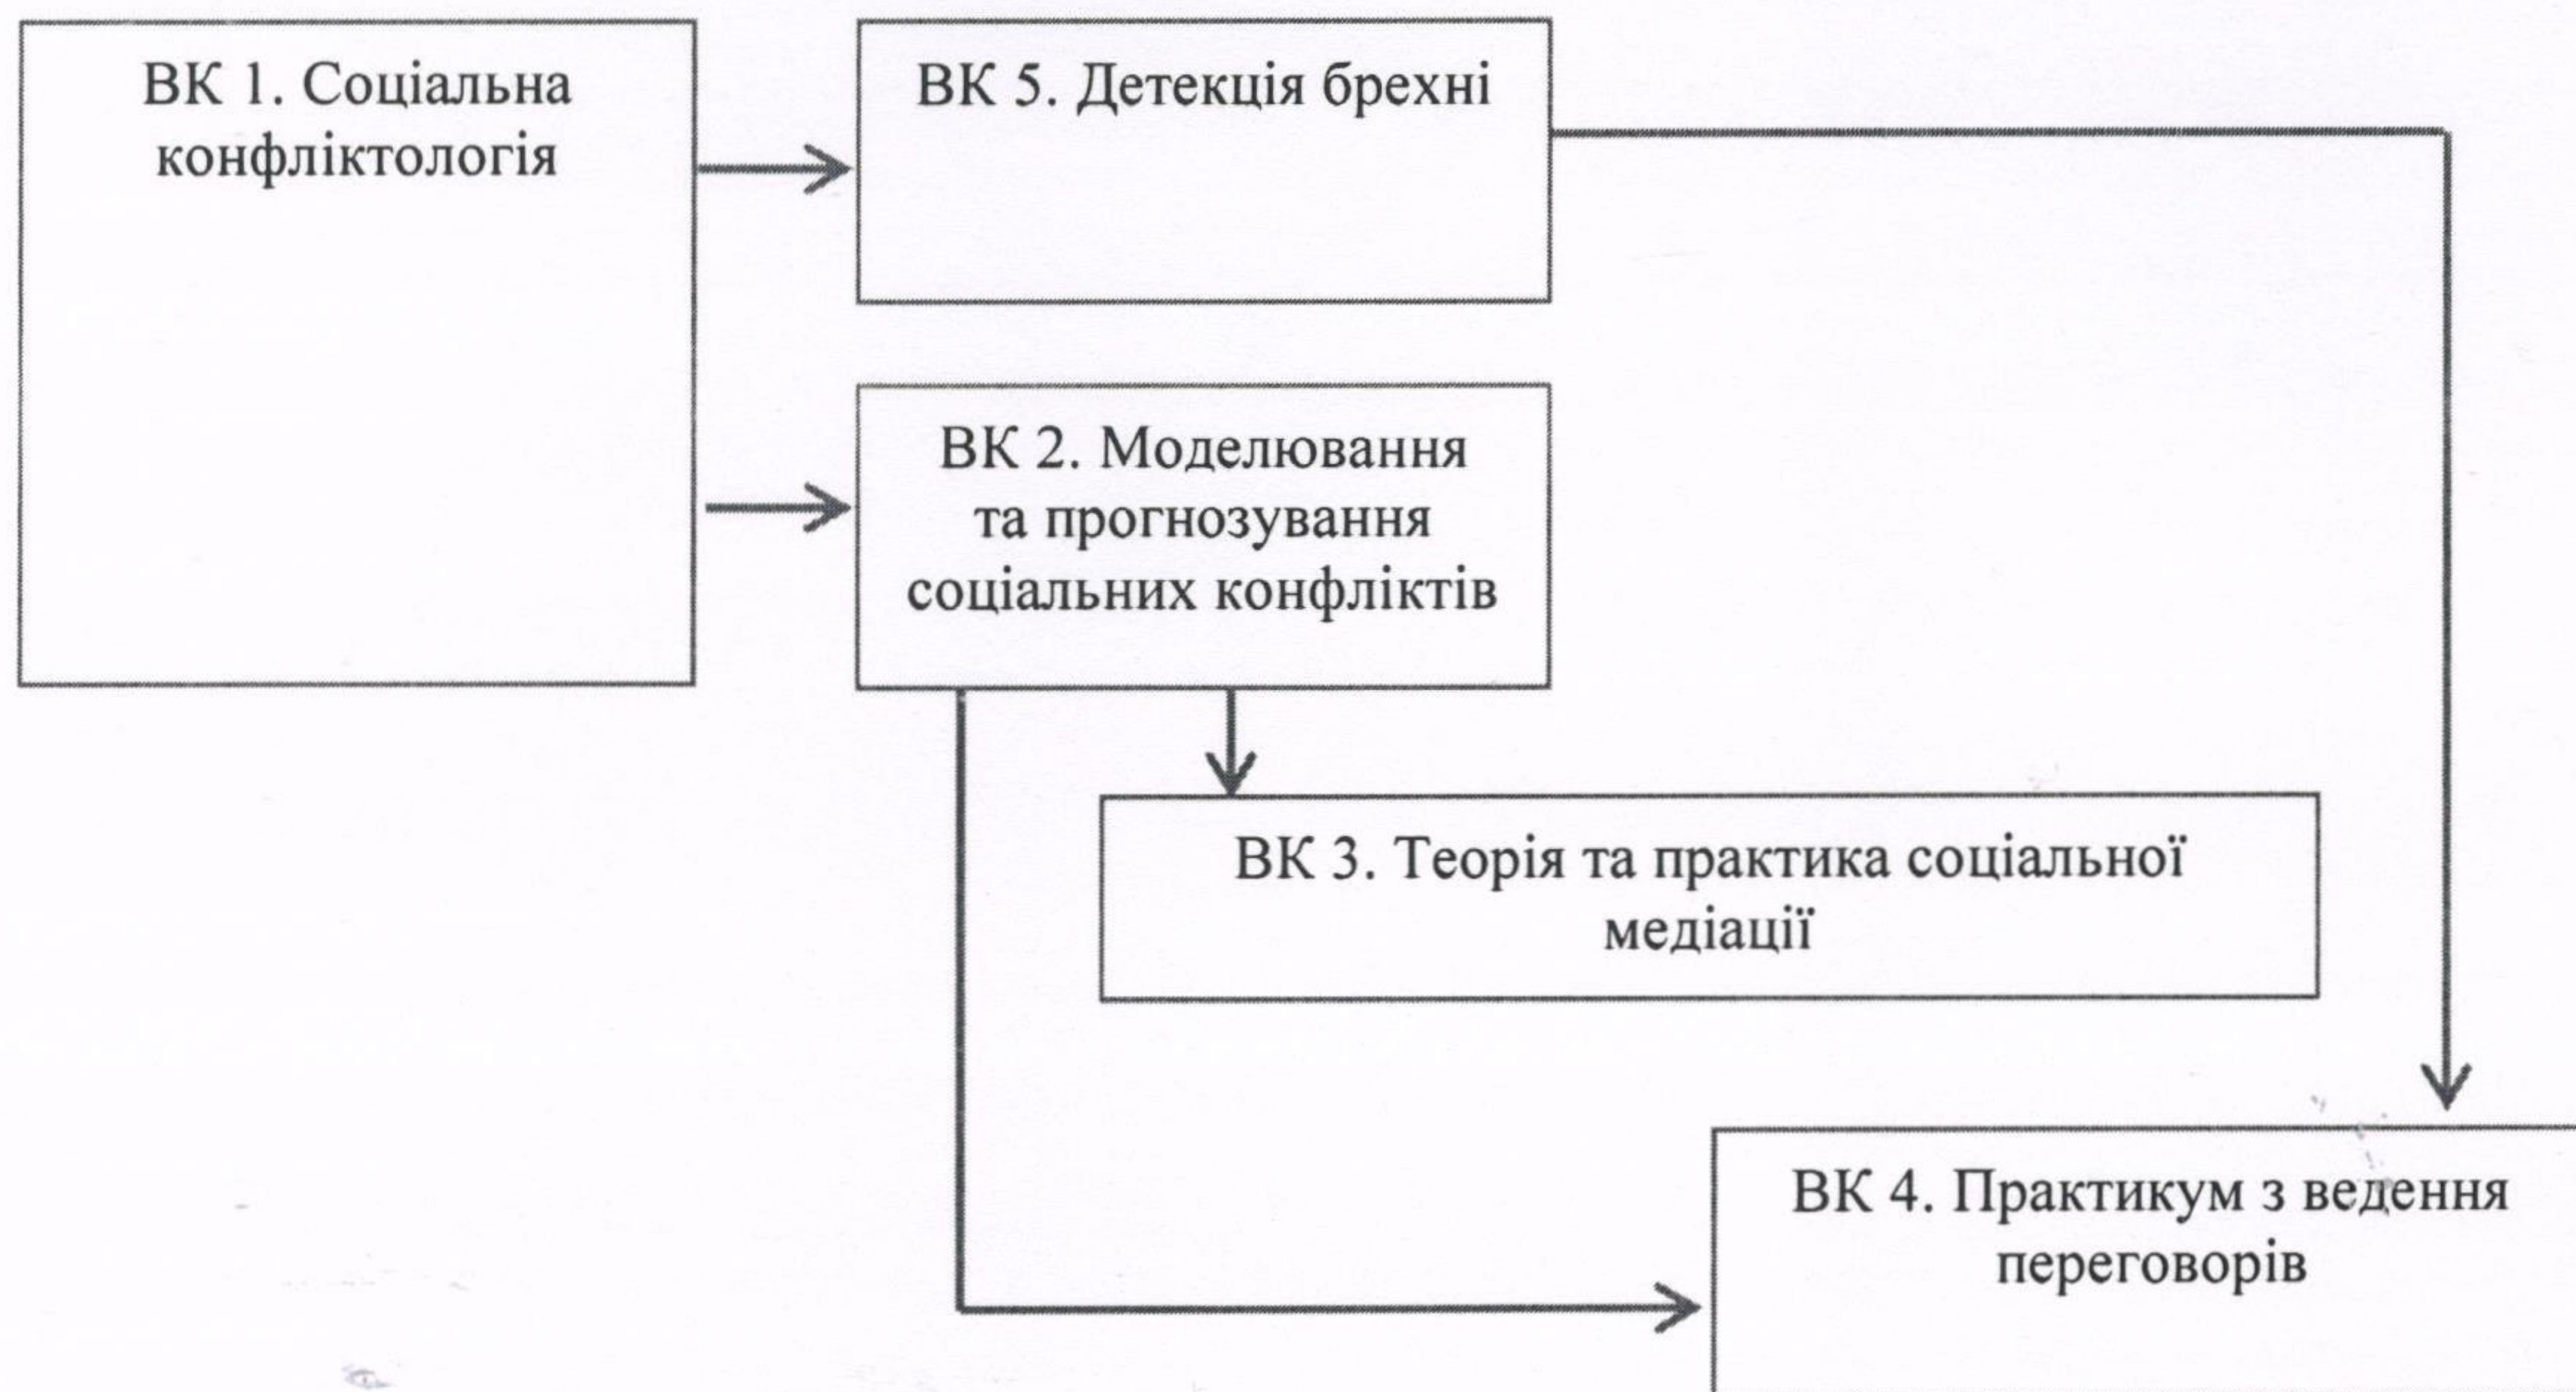 ВК 1. Соціальна
конфліктологія
ВК 5. Детекція брехні
ВК 2. Моделювання
та прогнозування
соціальних конфліктів
ВК 3. Теорія та практика соціальної
медіації
ВК 4. Практикум з ведення
переговорів